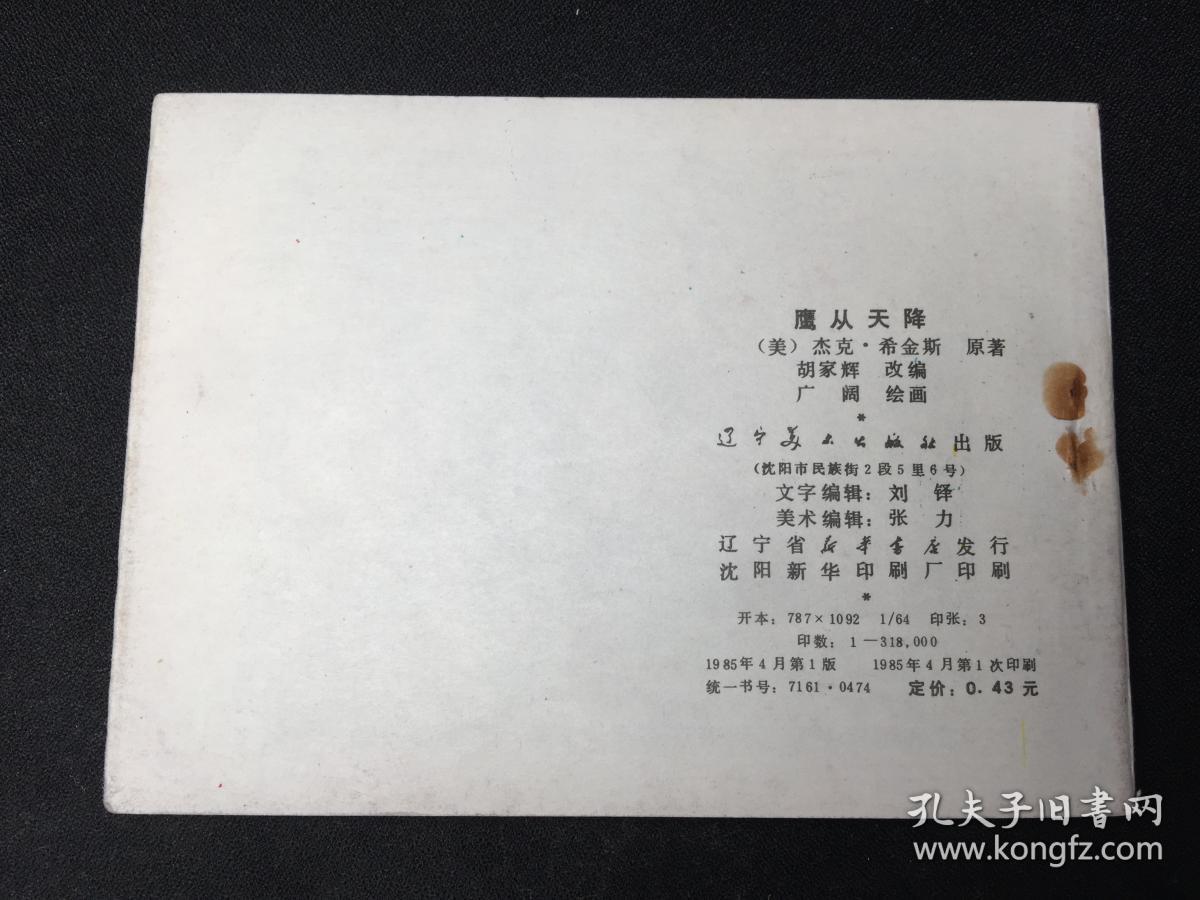 鹰从天降
（美）杰克·希金斯 原著
胡家辉 改编
广阔 绘画
*
辽宁美术出版社出版
（沈阳市民族街2段5里6号）
文字编辑：刘铎
美术编辑：张力
辽宁省新华书店发行
沈阳新华印刷厂印刷
*
开本：787×1092 1/64 印张：3
印数：1—318,000
1985年4月第1版 1985年4月第1次印刷
统一书号：7161·0474 定价：0.43元
孔夫子旧书网
www.kongfz.com